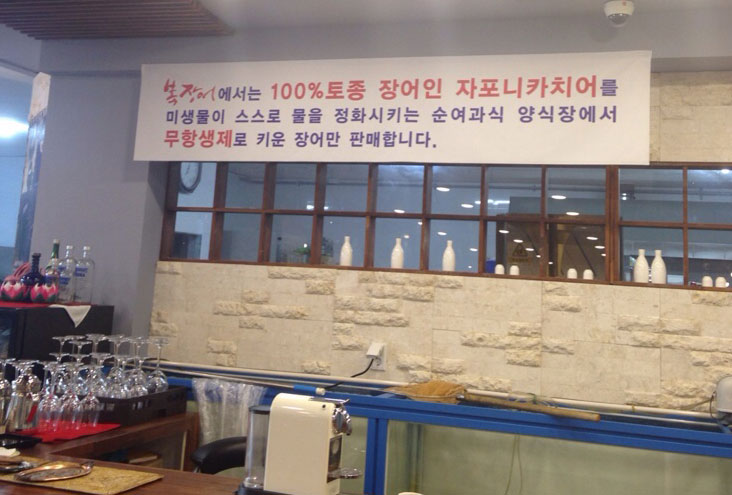 복장어에서는 100%토종 장어인 자포니카치어를
미생물이 스스로 물을 정화시키는 순여과식 양식장에서
무항생제로 키운 장어만 판매합니다.